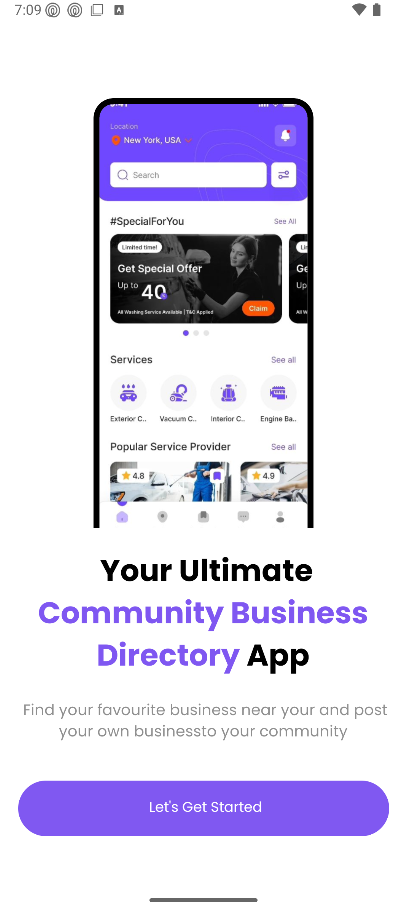 7:09
9:41
Location
New York, USA
Search
#SpecialForYou
See All
Limited time!
Get Special Offer
Up to 40
All Washing Service Available | T&C Applied
Claim
Services
See all
Exterior C.. Vacuum C.. Interior C.. Engine Ba..
Popular Service Provider
See all
4.8
4.9
Your Ultimate
Community Business
Directory App
Find your favourite business near your and post
your own businessto your community
Let's Get Started